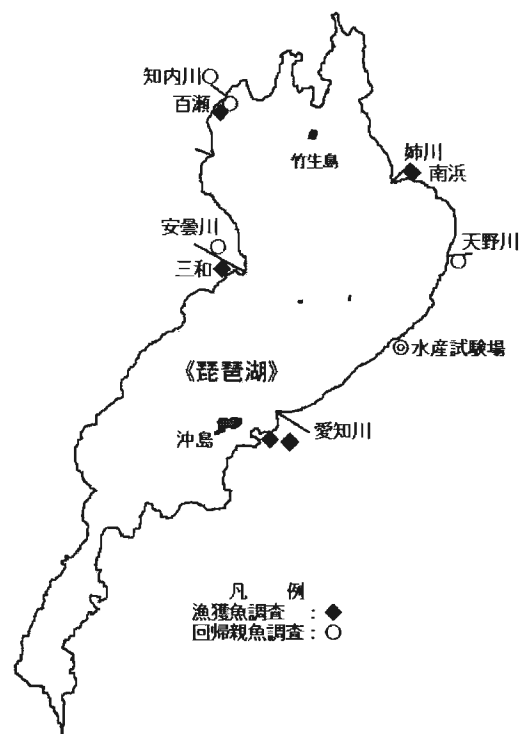 知内川
百瀬
竹生島
姉川
南浜
安曇川
天野川
三和
◎水産試験場
《琵琶湖》
沖島
愛知川
凡 例
漁獲魚調査 : ◆
回帰親魚調査 : ○